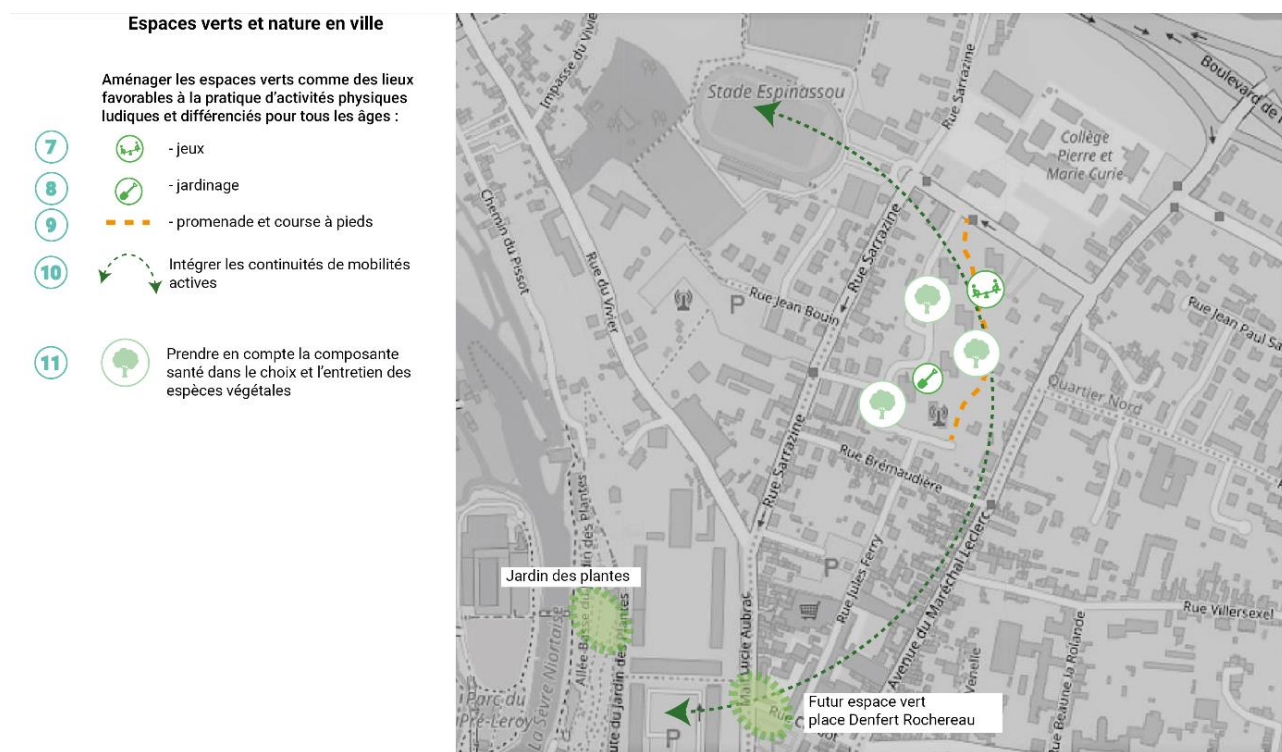 Espaces verts et nature en ville
Aménager les espaces verts comme des lieux
favorables à la pratique d'activités physiques
ludiques et différenciés pour tous les âges :
7
- jeux
8
- jardinage
9
- promenade et course à pieds
10
Intégrer les continuités de mobilités
actives
11
Prendre en compte la composante
santé dans le choix et l'entretien des
espèces végétales
Impasse du Vivier
Stade Espinassou
Rue Sarrazine
Boulevard de
Collège
Pierre et
Marie Curie
Chemin du Pissot
Rue du Vivier
Rue Sarrazine
P
Rue Jean Bouin
Rue Jean Paul Sa
Quartier Nord
Rue Sarrazine
Rue Brémaudière
Jardin des plantes
P
Rue Jules Ferry
Avenue du Maréchal Leclerc
Rue Villersexel
Mail Lucie Aubrac
Venelle
Rue Beaune la Rolande
La Sèvre Niortaise
Parc du
Pré-Leroy
ute du Jardin des Plantes
P
Futur espace vert
place Denfert Rochereau